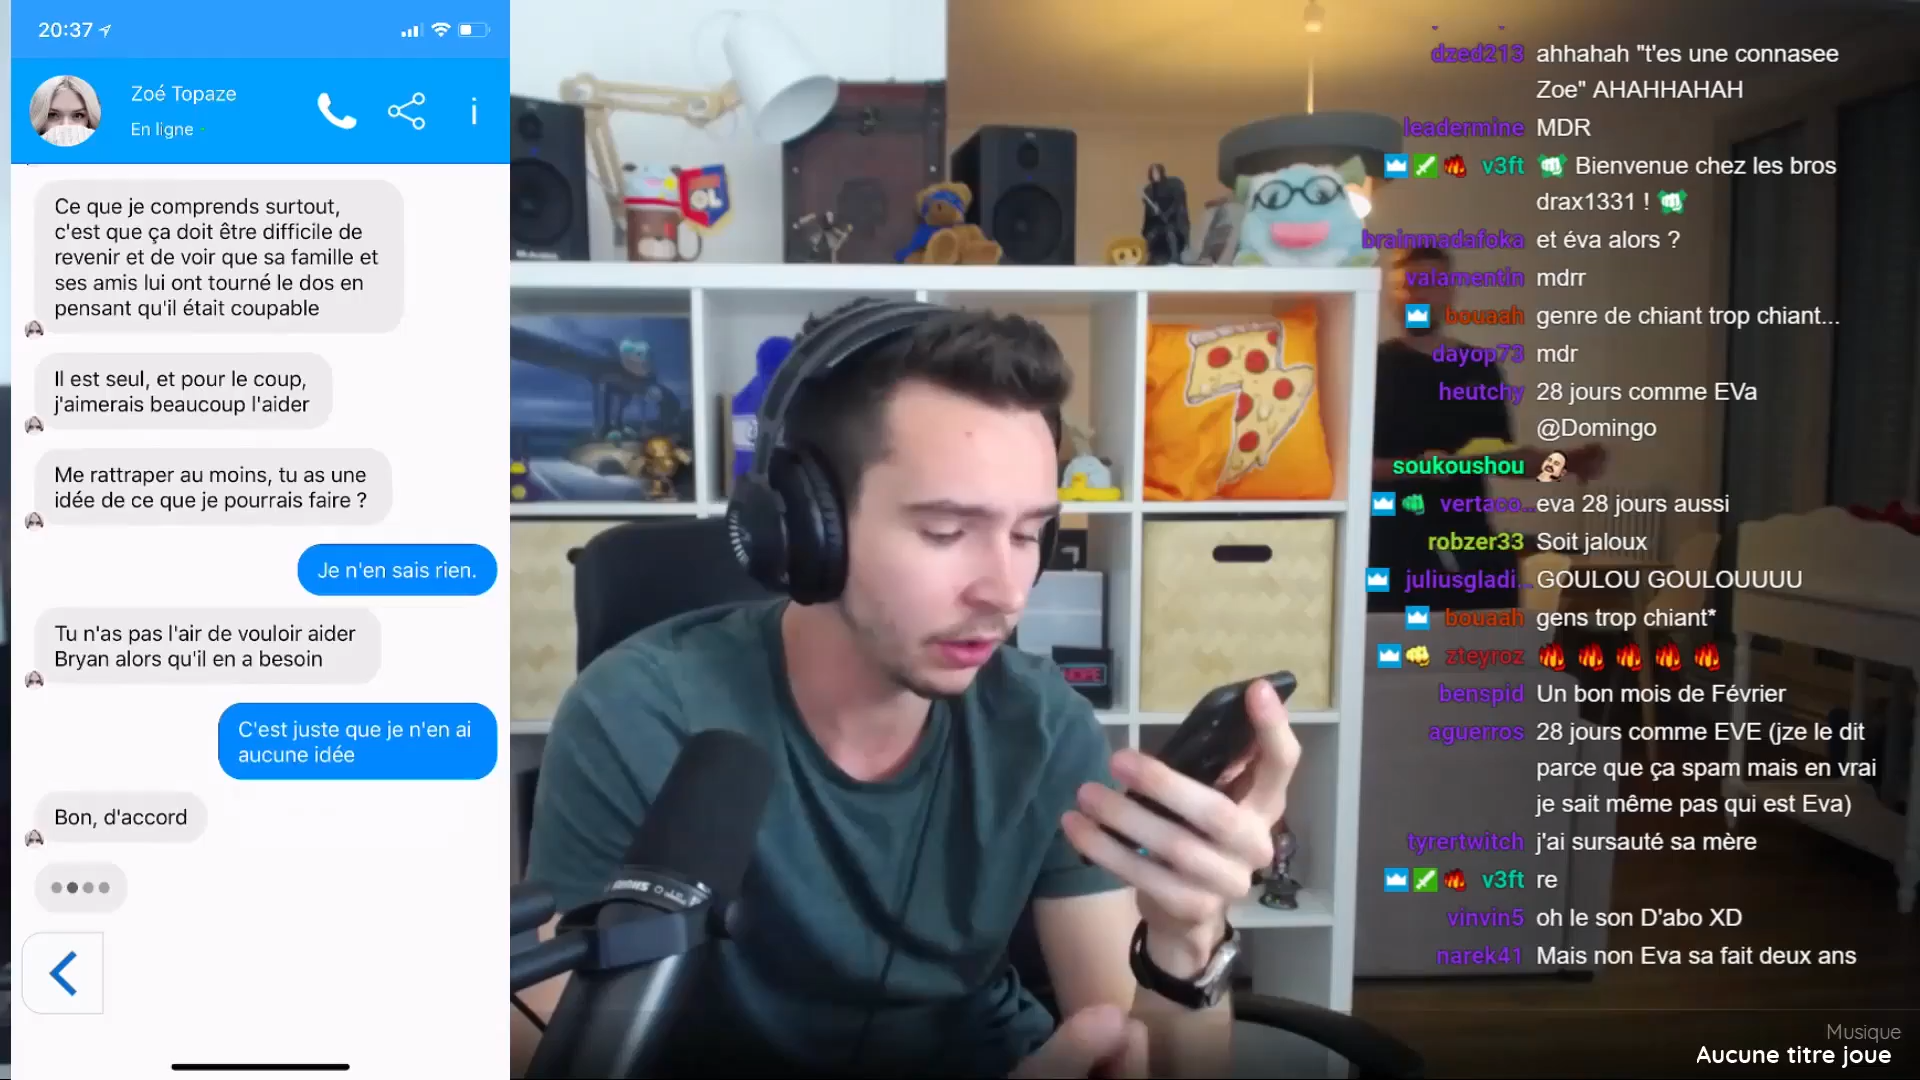 20:37
Zoé Topaze
En ligne
Ce que je comprends surtout,
c'est que ça doit être difficile de
revenir et de voir que sa famille et
ses amis lui ont tourné le dos en
pensant qu'il était coupable
Il est seul, et pour le coup,
j'aimerais beaucoup l'aider
Me rattraper au moins, tu as une
idée de ce que je pourrais faire ?
Je n'en sais rien.
Tu n'as pas l'air de vouloir aider
Bryan alors qu'il en a besoin
C'est juste que je n'en ai
aucune idée
Bon, d'accord
OL
dzed213 ahhahah "t'es une connasee
Zoe" AHAHHAHAH
leadermine MDR
v3ft Bienvenue chez les bros
drax1331 !
brainmadafoka et éva alors ?
valamentin mdrr
bouaah genre de chiant trop chiant...
dayop73 mdr
heutchy 28 jours comme EVa
@Domingo
soukoushou
vertaco... eva 28 jours aussi
robzer33 Soit jaloux
juliusgladi... GOULOU GOULOUUUU
bouaah gens trop chiant*
zteyroz
benspid Un bon mois de Février
aguerros 28 jours comme EVE (jze le dit
parce que ça spam mais en vrai
je sait même pas qui est Eva)
tyrertwitch j'ai sursauté sa mère
v3ft re
vinvin5 oh le son D'abo XD
narek41 Mais non Eva sa fait deux ans
Musique
Aucune titre joue